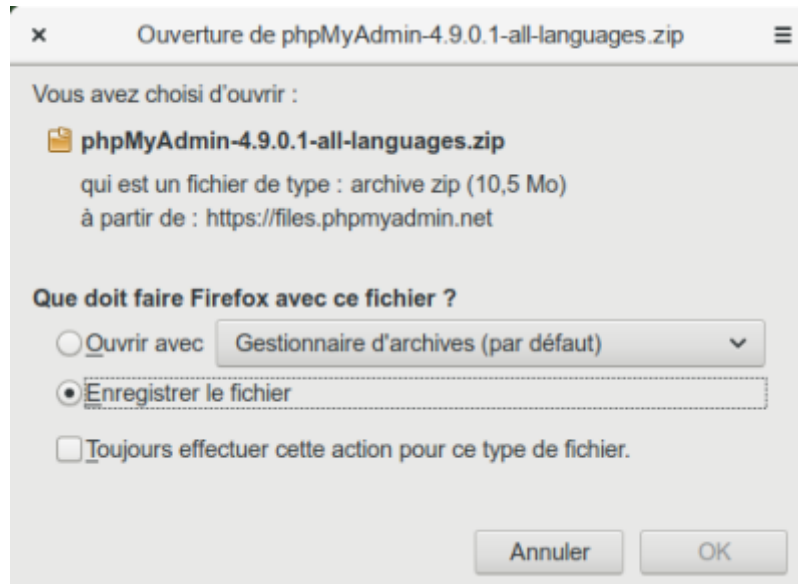 Ouverture de phpMyAdmin-4.9.0.1-all-languages.zip
Vous avez choisi d’ouvrir :
phpMyAdmin-4.9.0.1-all-languages.zip
qui est un fichier de type : archive zip (10,5 Mo)
à partir de : https://files.phpmyadmin.net
Que doit faire Firefox avec ce fichier ?
Ouvrir avec Gestionnaire d'archives (par défaut)
Enregistrer le fichier
Toujours effectuer cette action pour ce type de fichier.
Annuler OK